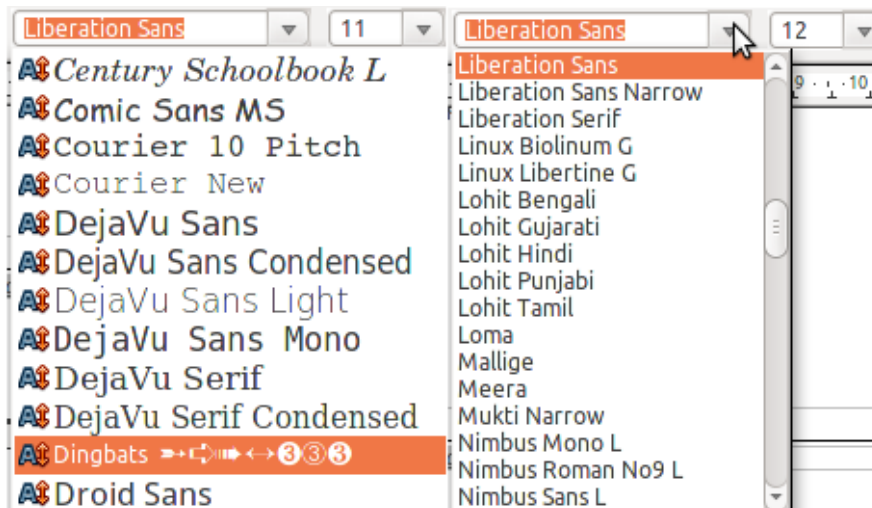 Liberation Sans 11
Century Schoolbook L
Comic Sans MS
Courier 10 Pitch
Courier New
DejaVu Sans
DejaVu Sans Condensed
DejaVu Sans Light
DejaVu Sans Mono
DejaVu Serif
DejaVu Serif Condensed
Dingbats ➵➪➠↔❸③❸
Droid Sans
Liberation Sans 12
Liberation Sans
Liberation Sans Narrow
Liberation Serif
Linux Biolinum G
Linux Libertine G
Lohit Bengali
Lohit Gujarati
Lohit Hindi
Lohit Punjabi
Lohit Tamil
Loma
Mallige
Meera
Mukti Narrow
Nimbus Mono L
Nimbus Roman No9 L
Nimbus Sans L
9 10